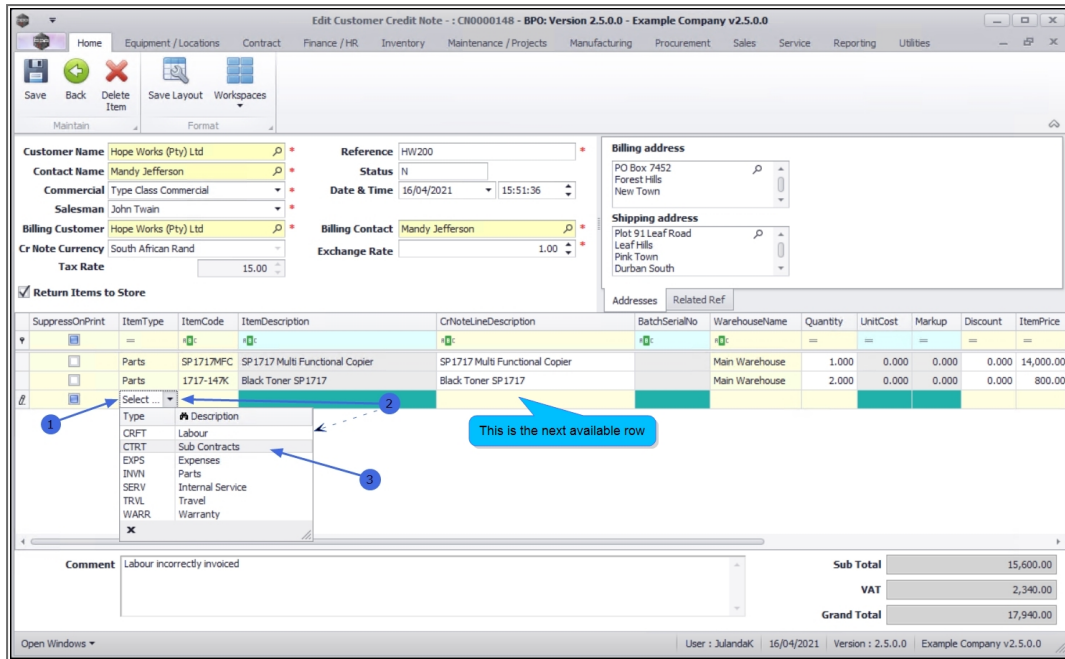 Edit Customer Credit Note - : CN0000148 - BPO: Version 2.5.0.0 - Example Company v2.5.0.0
Home Equipment / Locations Contract Finance / HR Inventory Maintenance / Projects Manufacturing Procurement Sales Service Reporting Utilities
Save Back Delete Item Save Layout Workspaces
Maintain Format
Customer Name Hope Works (Pty) Ltd * Reference HW200 *
Contact Name Mandy Jefferson * Status N
Commercial Type Class Commercial * Date & Time 16/04/2021 15:51:36
Salesman John Twain *
Billing Customer Hope Works (Pty) Ltd * Billing Contact Mandy Jefferson *
Cr Note Currency South African Rand Exchange Rate 1.00 *
Tax Rate 15.00
Return Items to Store
Billing address
PO Box 7452
Forest Hills
New Town
Shipping address
Plot 91 Leaf Road
Leaf Hills
Pink Town
Durban South
Addresses Related Ref
SuppressOnPrint ItemType ItemCode ItemDescription CrNoteLineDescription BatchSerialNo WarehouseName Quantity UnitCost Markup Discount ItemPrice
Parts SP1717MFC SP1717 Multi Functional Copier SP1717 Multi Functional Copier Main Warehouse 1.000 0.000 0.000 0.000 14,000.00
Parts 1717-147K Black Toner SP1717 Black Toner SP1717 Main Warehouse 2.000 0.000 0.000 0.000 800.00
Select ...
1
2
3
This is the next available row
Type Description
CRFT Labour
CTRT Sub Contracts
EXPS Expenses
INVN Parts
SERV Internal Service
TRVL Travel
WARR Warranty
Comment Labour incorrectly invoiced
Sub Total 15,600.00
VAT 2,340.00
Grand Total 17,940.00
Open Windows User : JulandaK 16/04/2021 Version : 2.5.0.0 Example Company v2.5.0.0